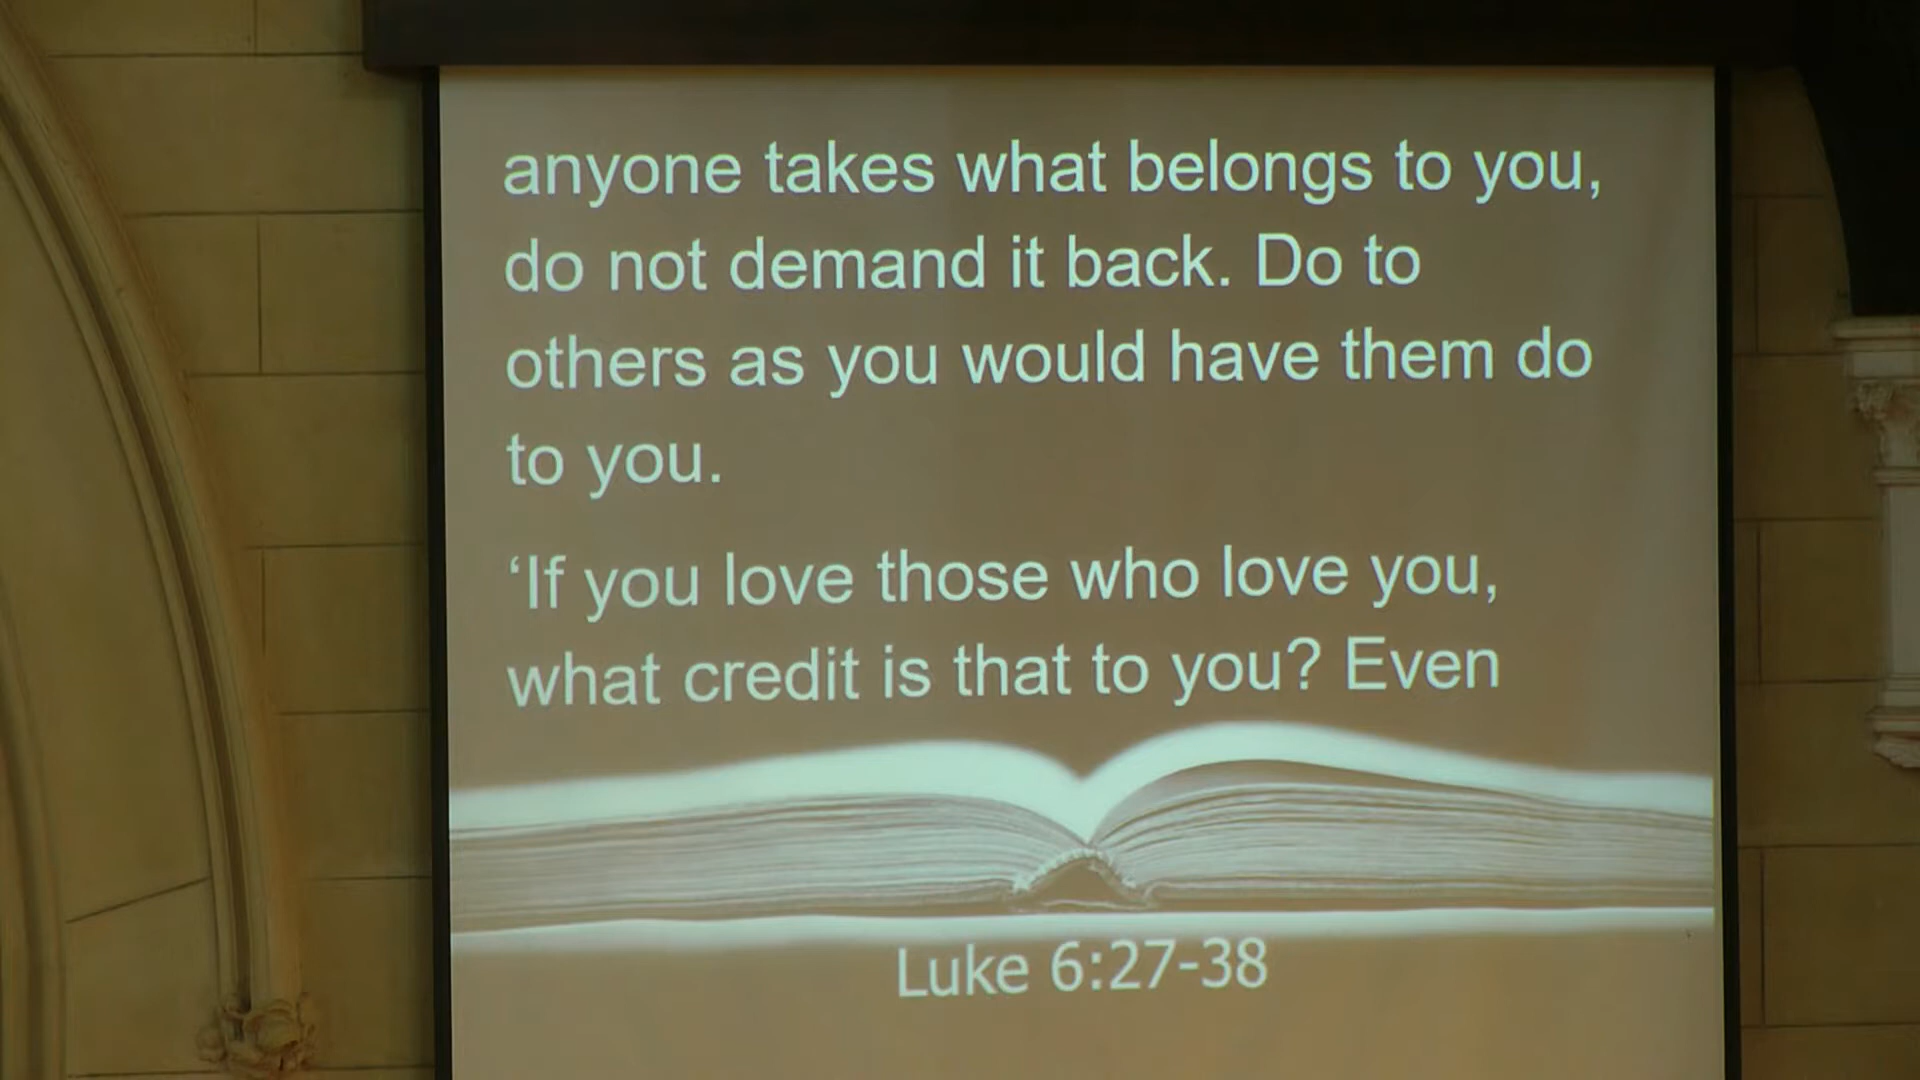 anyone takes what belongs to you,
do not demand it back. Do to
others as you would have them do
to you.
‘If you love those who love you,
what credit is that to you? Even
Luke 6:27-38